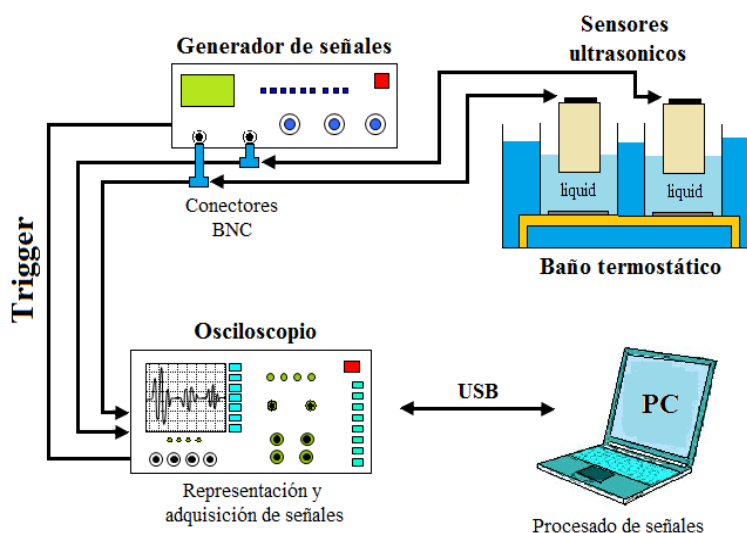 Sensores
ultrasonicos
Generador de señales
liquid
liquid
Conectores
BNC
Baño termostático
Trigger
Osciloscopio
USB
PC
Representación y
adquisición de señales
Procesado de señales